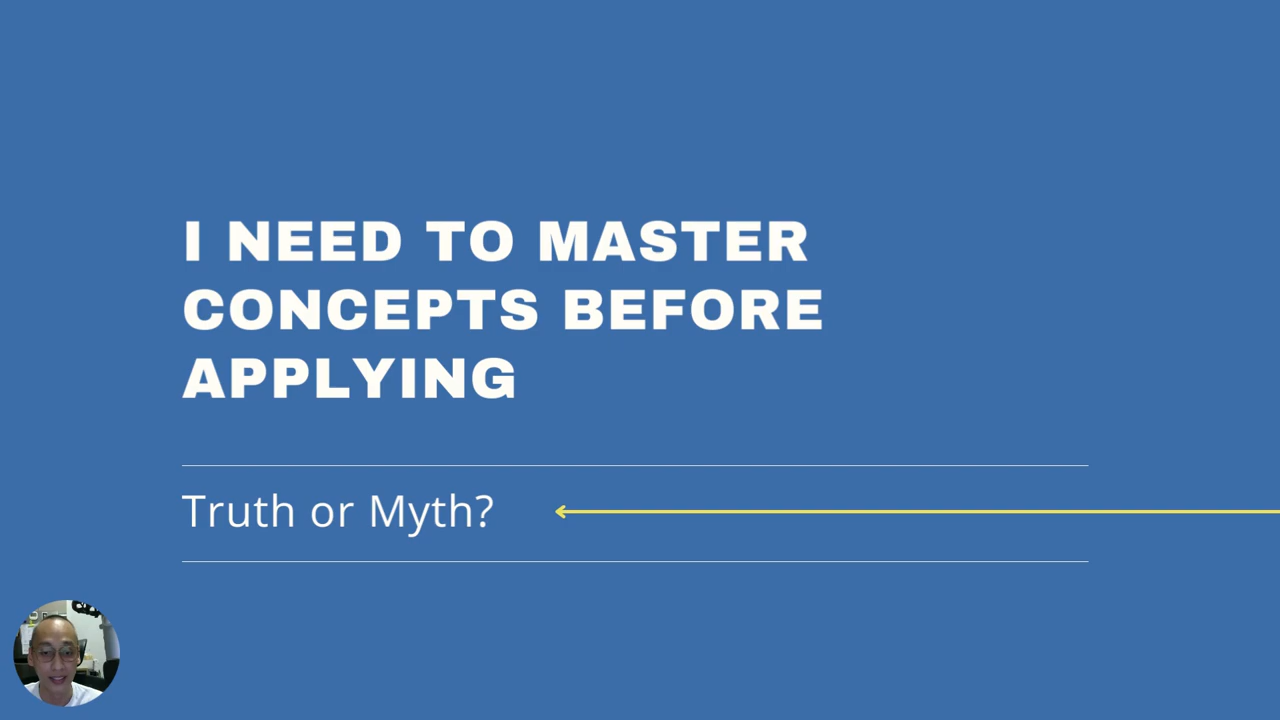 I NEED TO MASTER
CONCEPTS BEFORE
APPLYING
Truth or Myth?